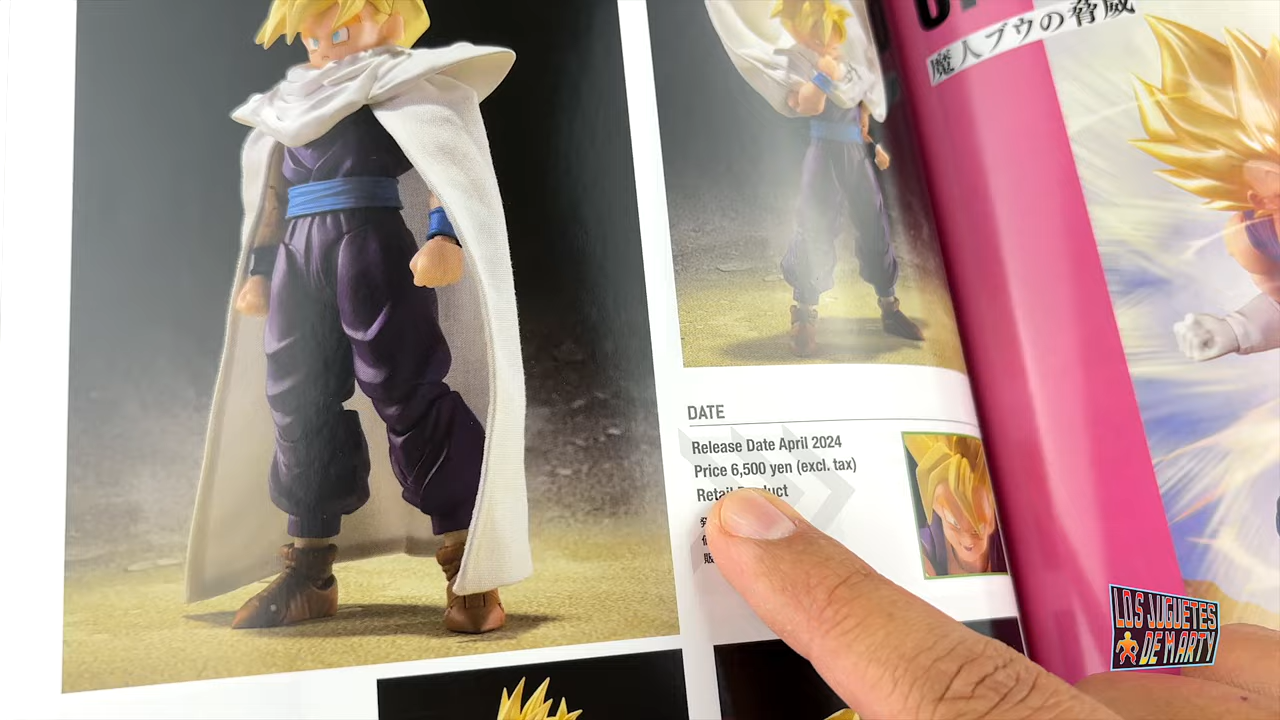 魔人ブウの脅威
DATE
Release Date April 2024
Price 6,500 yen (excl. tax)
Retail Product
LOS JUGUETES
DE MARTY